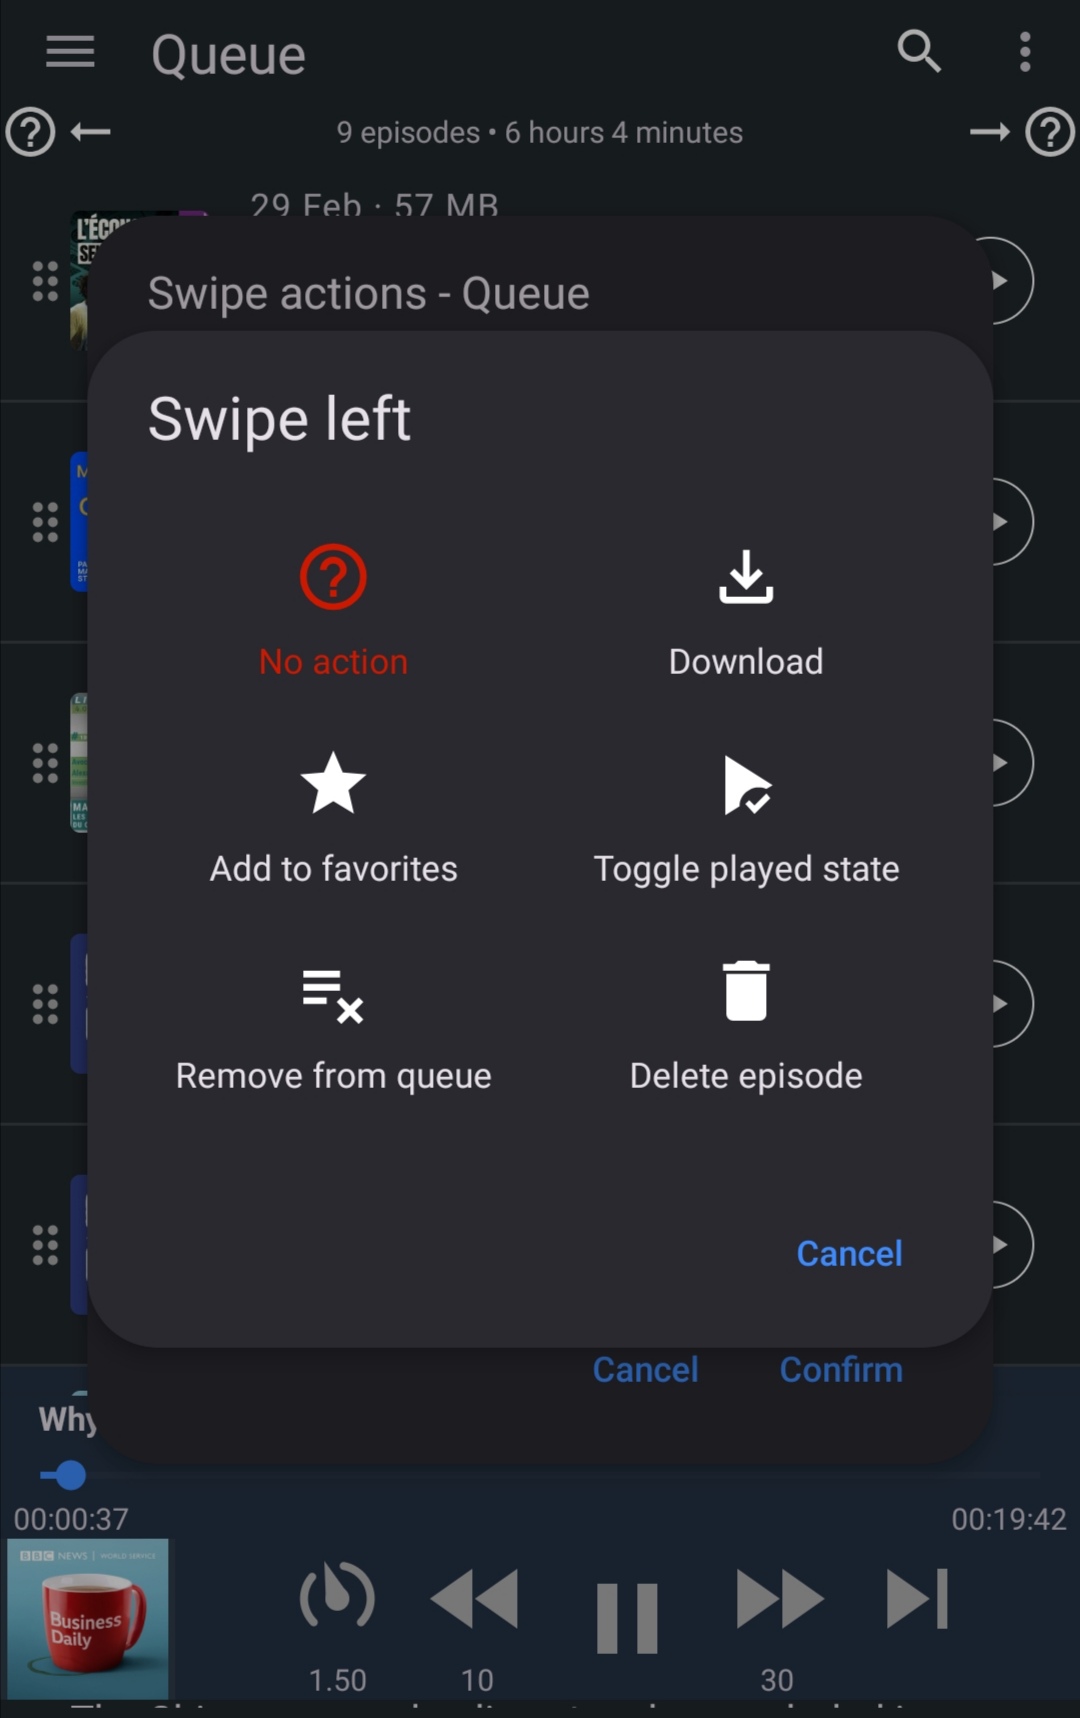 Queue
9 episodes • 6 hours 4 minutes
29 Feb · 57 MB
L'ÉCOU
SE
Swipe actions - Queue
Swipe left
No action
Download
Add to favorites
Toggle played state
Remove from queue
Delete episode
Cancel
Cancel
Confirm
Why
00:00:37
00:19:42
BBC NEWS | WORLD SERVICE
Business
Daily
1.50
10
30